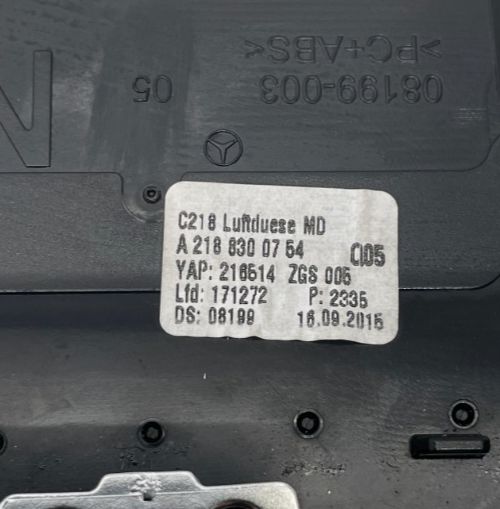 >PC+ABS<
08199-003
05
N
C218 Luftduese MD
A 218 830 07 54
CI05
YAP: 216514 ZGS 005
Lfd: 171272 P: 2335
DS: 08199 16.09.2015